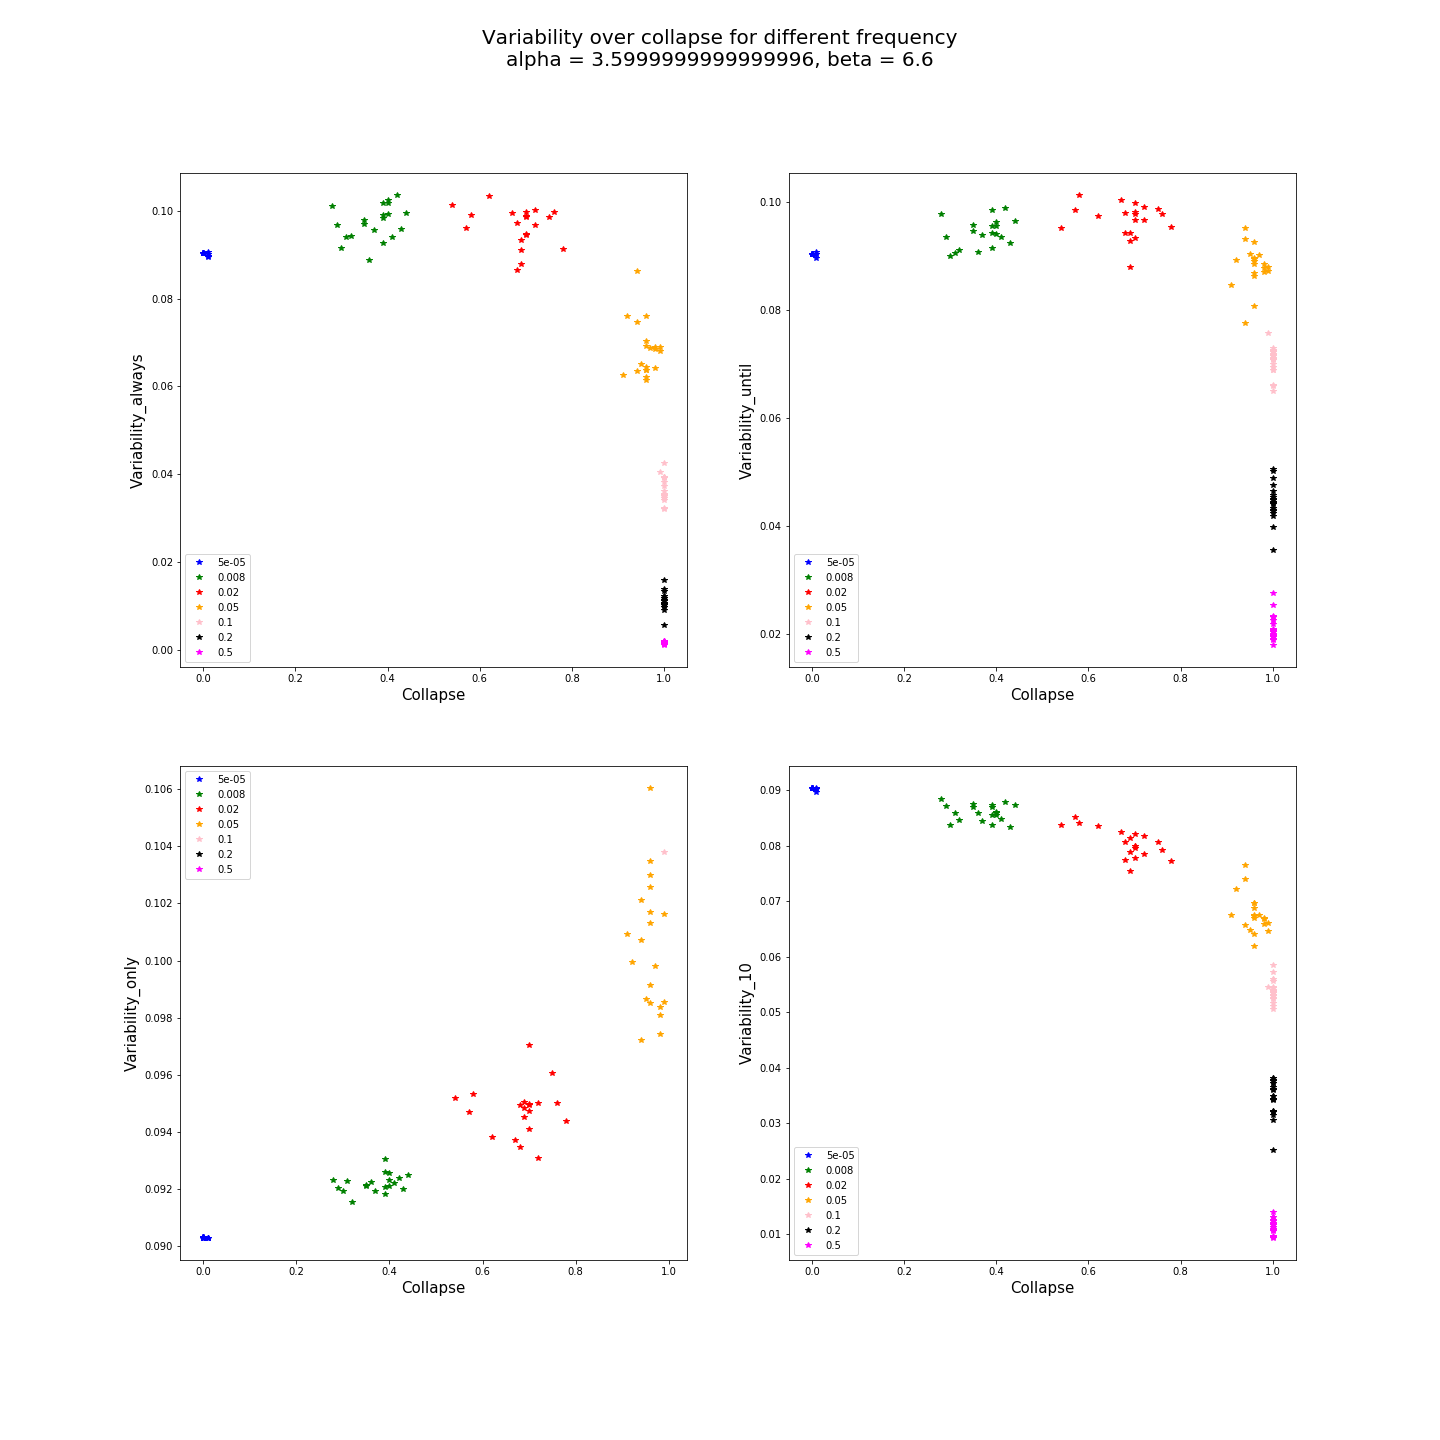 Variability over collapse for different frequency
alpha = 3.5999999999999996, beta = 6.6
0.10
0.08
0.06
0.04
0.02
0.00
Variability_always
5e-05
0.008
0.02
0.05
0.1
0.2
0.5
0.0 0.2 0.4 0.6 0.8 1.0
Collapse
0.10
0.08
0.06
0.04
0.02
Variability_until
5e-05
0.008
0.02
0.05
0.1
0.2
0.5
0.0 0.2 0.4 0.6 0.8 1.0
Collapse
0.106
0.104
0.102
0.100
0.098
0.096
0.094
0.092
0.090
Variability_only
5e-05
0.008
0.02
0.05
0.1
0.2
0.5
0.0 0.2 0.4 0.6 0.8 1.0
Collapse
0.09
0.08
0.07
0.06
0.05
0.04
0.03
0.02
0.01
Variability_10
5e-05
0.008
0.02
0.05
0.1
0.2
0.5
0.0 0.2 0.4 0.6 0.8 1.0
Collapse